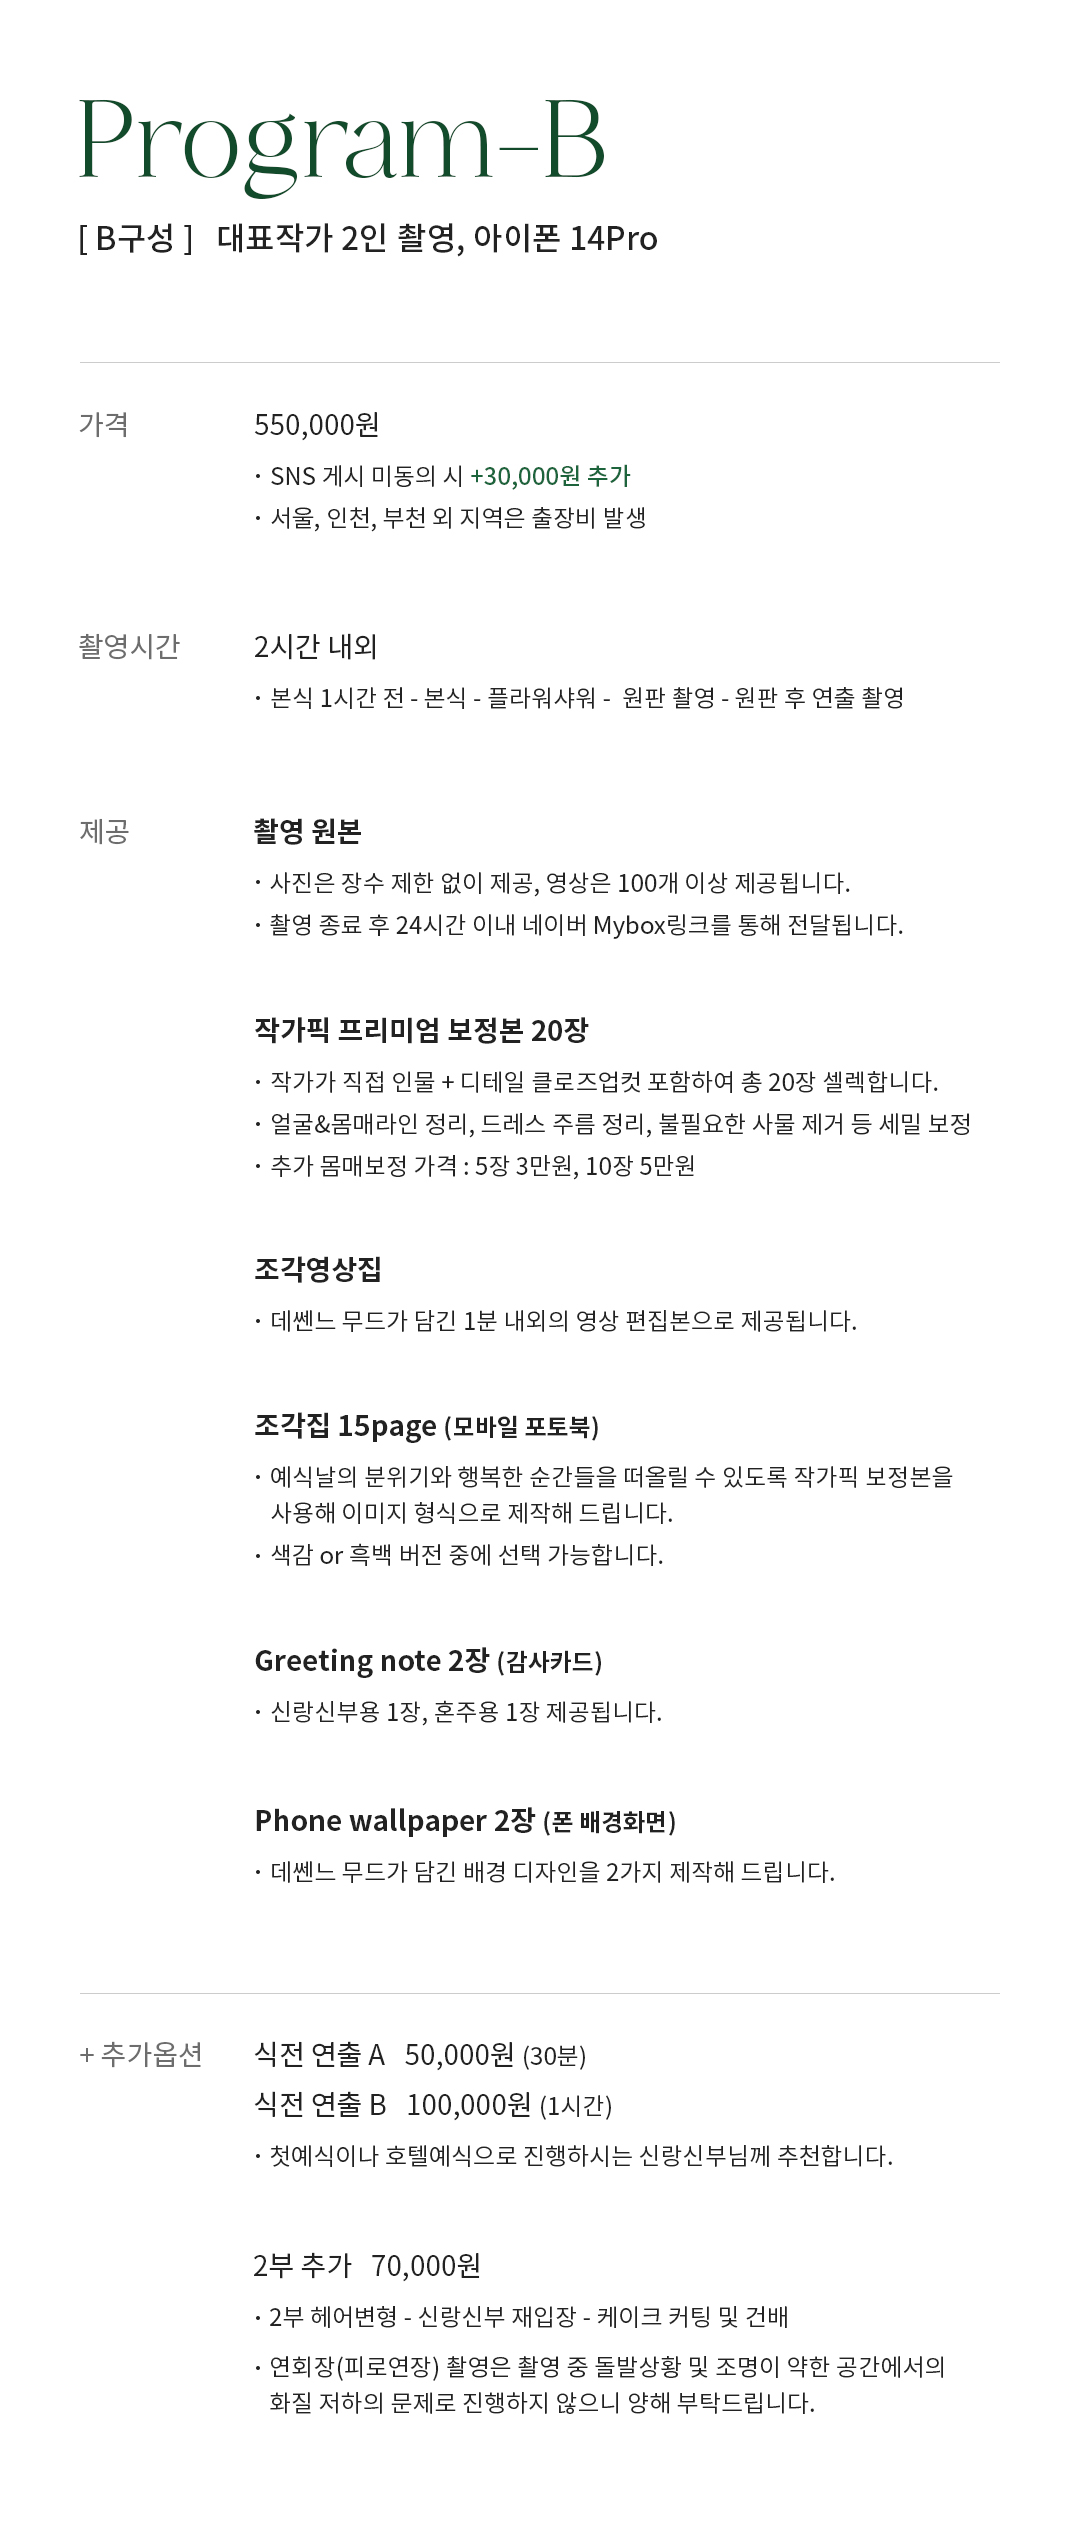 Program-B
[ B구성 ] 대표작가 2인 촬영, 아이폰 14Pro
가격
550,000원
· SNS 게시 미동의 시 +30,000원 추가
· 서울, 인천, 부천 외 지역은 출장비 발생
촬영시간
2시간 내외
· 본식 1시간 전 - 본식 - 플라워샤워 - 원판 촬영 - 원판 후 연출 촬영
제공
촬영 원본
· 사진은 장수 제한 없이 제공, 영상은 100개 이상 제공됩니다.
· 촬영 종료 후 24시간 이내 네이버 Mybox링크를 통해 전달됩니다.
작가픽 프리미엄 보정본 20장
· 작가가 직접 인물 + 디테일 클로즈업컷 포함하여 총 20장 셀렉합니다.
· 얼굴&몸매라인 정리, 드레스 주름 정리, 불필요한 사물 제거 등 세밀 보정
· 추가 몸매보정 가격 : 5장 3만원, 10장 5만원
조각영상집
· 데쎈느 무드가 담긴 1분 내외의 영상 편집본으로 제공됩니다.
조각집 15page (모바일 포토북)
· 예식날의 분위기와 행복한 순간들을 떠올릴 수 있도록 작가픽 보정본을
사용해 이미지 형식으로 제작해 드립니다.
· 색감 or 흑백 버전 중에 선택 가능합니다.
Greeting note 2장 (감사카드)
· 신랑신부용 1장, 혼주용 1장 제공됩니다.
Phone wallpaper 2장 (폰 배경화면)
· 데쎈느 무드가 담긴 배경 디자인을 2가지 제작해 드립니다.
+ 추가옵션
식전 연출 A 50,000원 (30분)
식전 연출 B 100,000원 (1시간)
· 첫예식이나 호텔예식으로 진행하시는 신랑신부님께 추천합니다.
2부 추가 70,000원
· 2부 헤어변형 - 신랑신부 재입장 - 케이크 커팅 및 건배
· 연회장(피로연장) 촬영은 촬영 중 돌발상황 및 조명이 약한 공간에서의
화질 저하의 문제로 진행하지 않으니 양해 부탁드립니다.